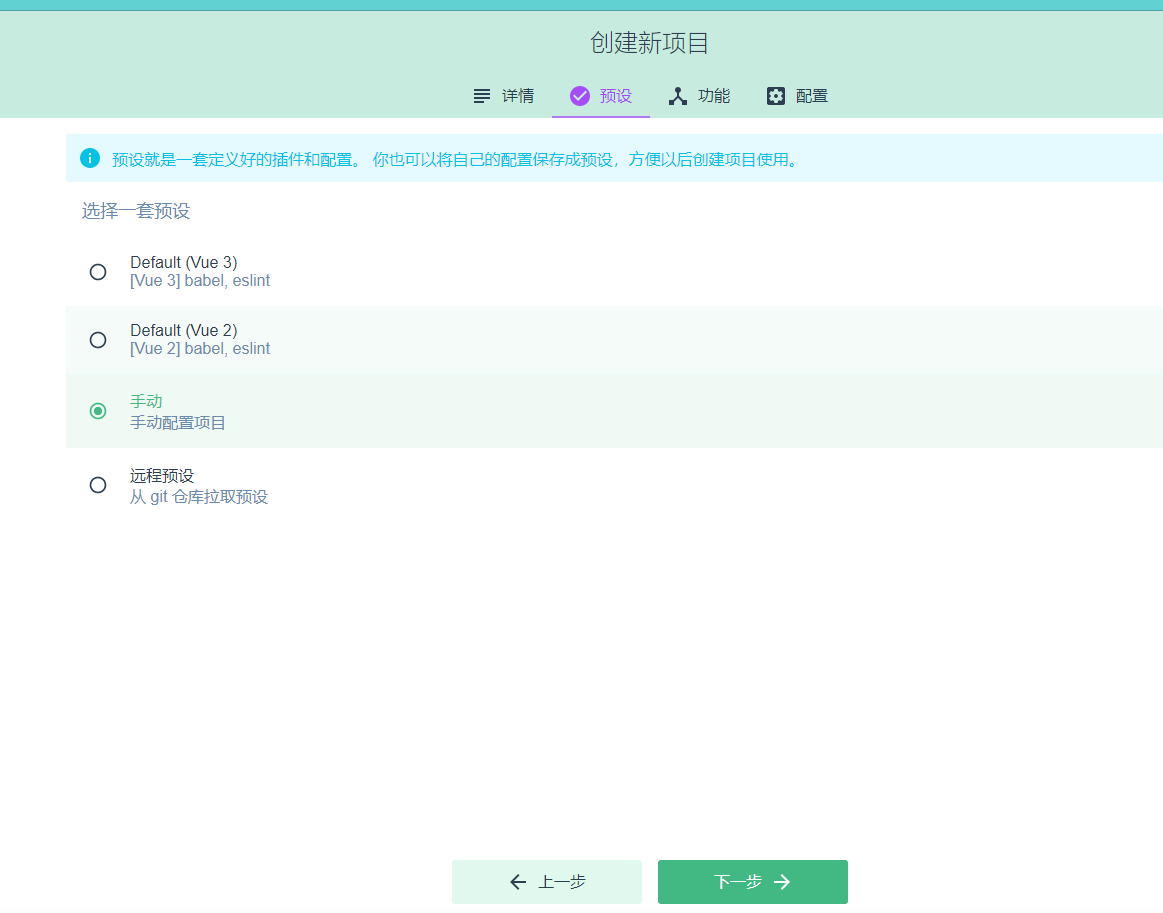 创建新项目
详情 预设 功能 配置
预设就是一套定义好的插件和配置。 你也可以将自己的配置保存成预设，方便以后创建项目使用。
选择一套预设
Default (Vue 3)
[Vue 3] babel, eslint
Default (Vue 2)
[Vue 2] babel, eslint
手动
手动配置项目
远程预设
从 git 仓库拉取预设
上一步 下一步